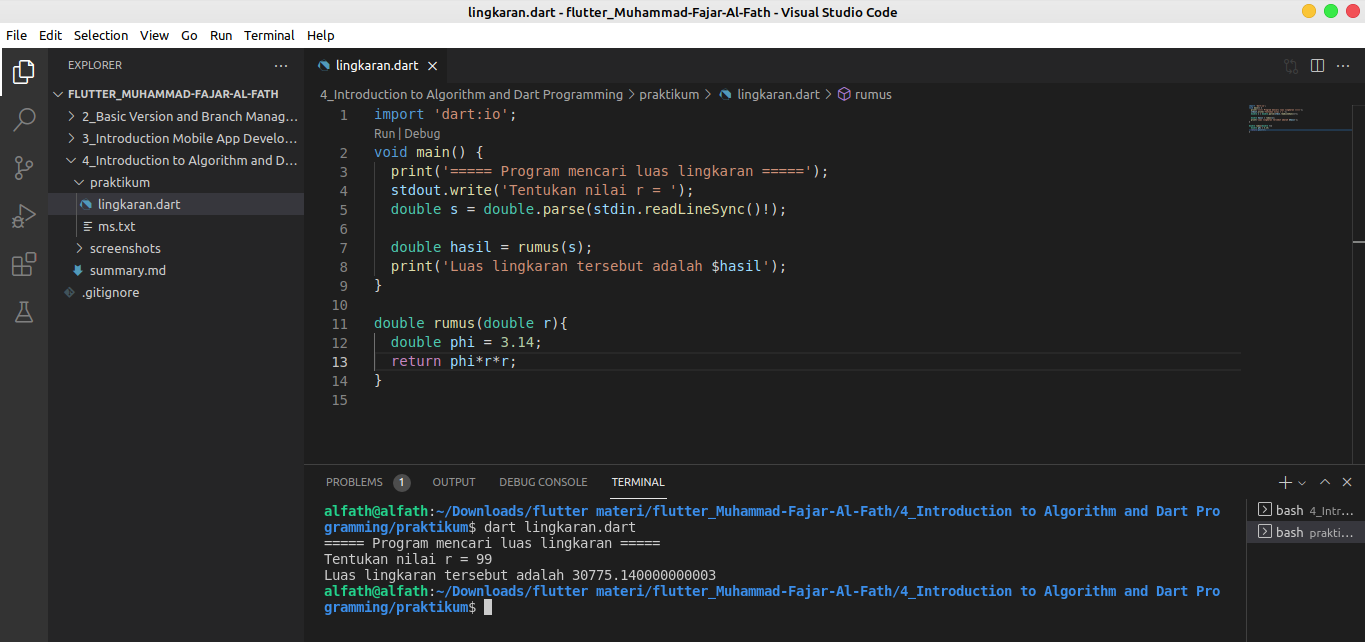 lingkaran.dart - flutter_Muhammad-Fajar-Al-Fath - Visual Studio Code
File Edit Selection View Go Run Terminal Help
EXPLORER
FLUTTER_MUHAMMAD-FAJAR-AL-FATH
2_Basic Version and Branch Manag...
3_Introduction Mobile App Develo...
4_Introduction to Algorithm and D...
praktikum
lingkaran.dart
ms.txt
screenshots
summary.md
.gitignore
lingkaran.dart
4_Introduction to Algorithm and Dart Programming > praktikum > lingkaran.dart > rumus
1 import 'dart:io';
Run | Debug
2 void main() {
3 print('===== Program mencari luas lingkaran =====');
4 stdout.write('Tentukan nilai r = ');
5 double s = double.parse(stdin.readLineSync()!);
6
7 double hasil = rumus(s);
8 print('Luas lingkaran tersebut adalah $hasil');
9 }
10
11 double rumus(double r){
12 double phi = 3.14;
13 return phi*r*r;
14 }
15
PROBLEMS 1 OUTPUT DEBUG CONSOLE TERMINAL
alfath@alfath:~/Downloads/flutter materi/flutter_Muhammad-Fajar-Al-Fath/4_Introduction to Algorithm and Dart Pro
gramming/praktikum$ dart lingkaran.dart
===== Program mencari luas lingkaran =====
Tentukan nilai r = 99
Luas lingkaran tersebut adalah 30775.140000000003
alfath@alfath:~/Downloads/flutter materi/flutter_Muhammad-Fajar-Al-Fath/4_Introduction to Algorithm and Dart Pro
gramming/praktikum$
bash 4_Intr...
bash prakti...